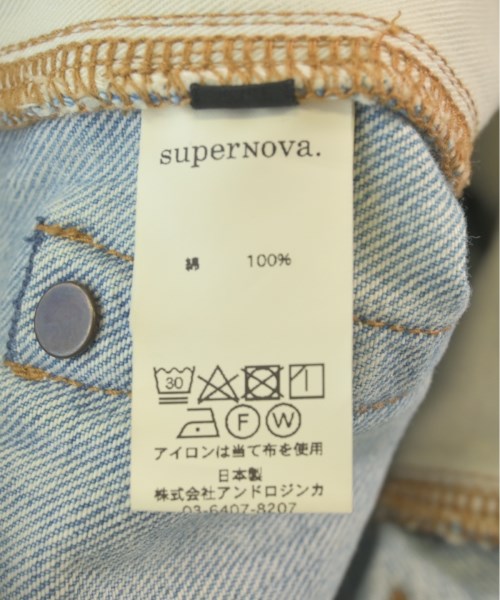 supernova.
綿 100%
30
F W
アイロンは当て布を使用
日本製
株式会社アンドロジンカ
03-6407-8207